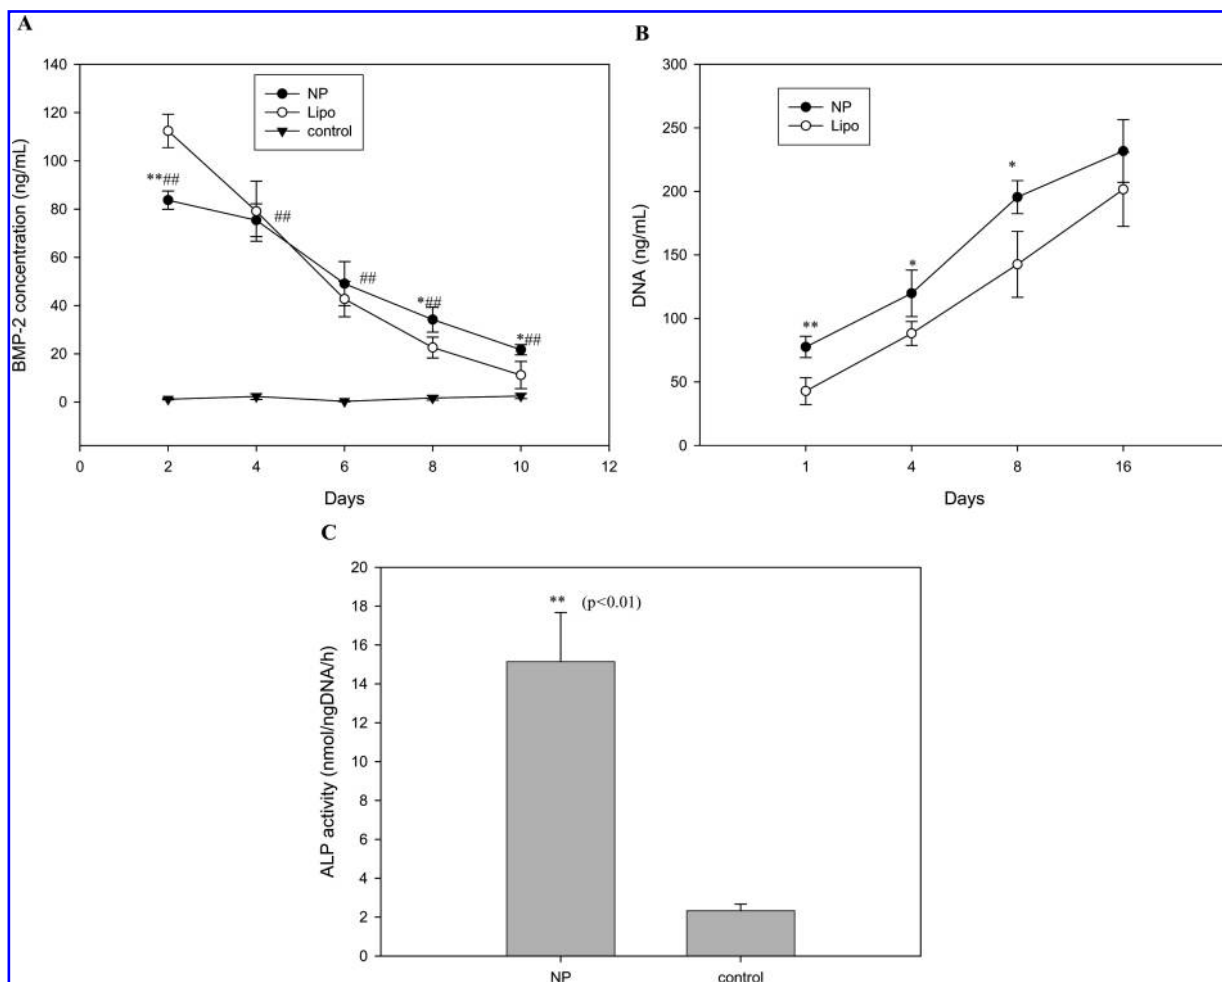 A
BMP-2 concentration (ng/mL)
140
120
100
80
60
40
20
0
NP
Lipo
control
**##
##
##
*##
*##
0 2 4 6 8 10 12
Days
B
DNA (ng/mL)
300
250
200
150
100
50
0
NP
Lipo
**
*
*
1 4 8 16
Days
C
ALP activity (nmol/ngDNA/h)
20
18
16
14
12
10
8
6
4
2
0
** (p<0.01)
NP control